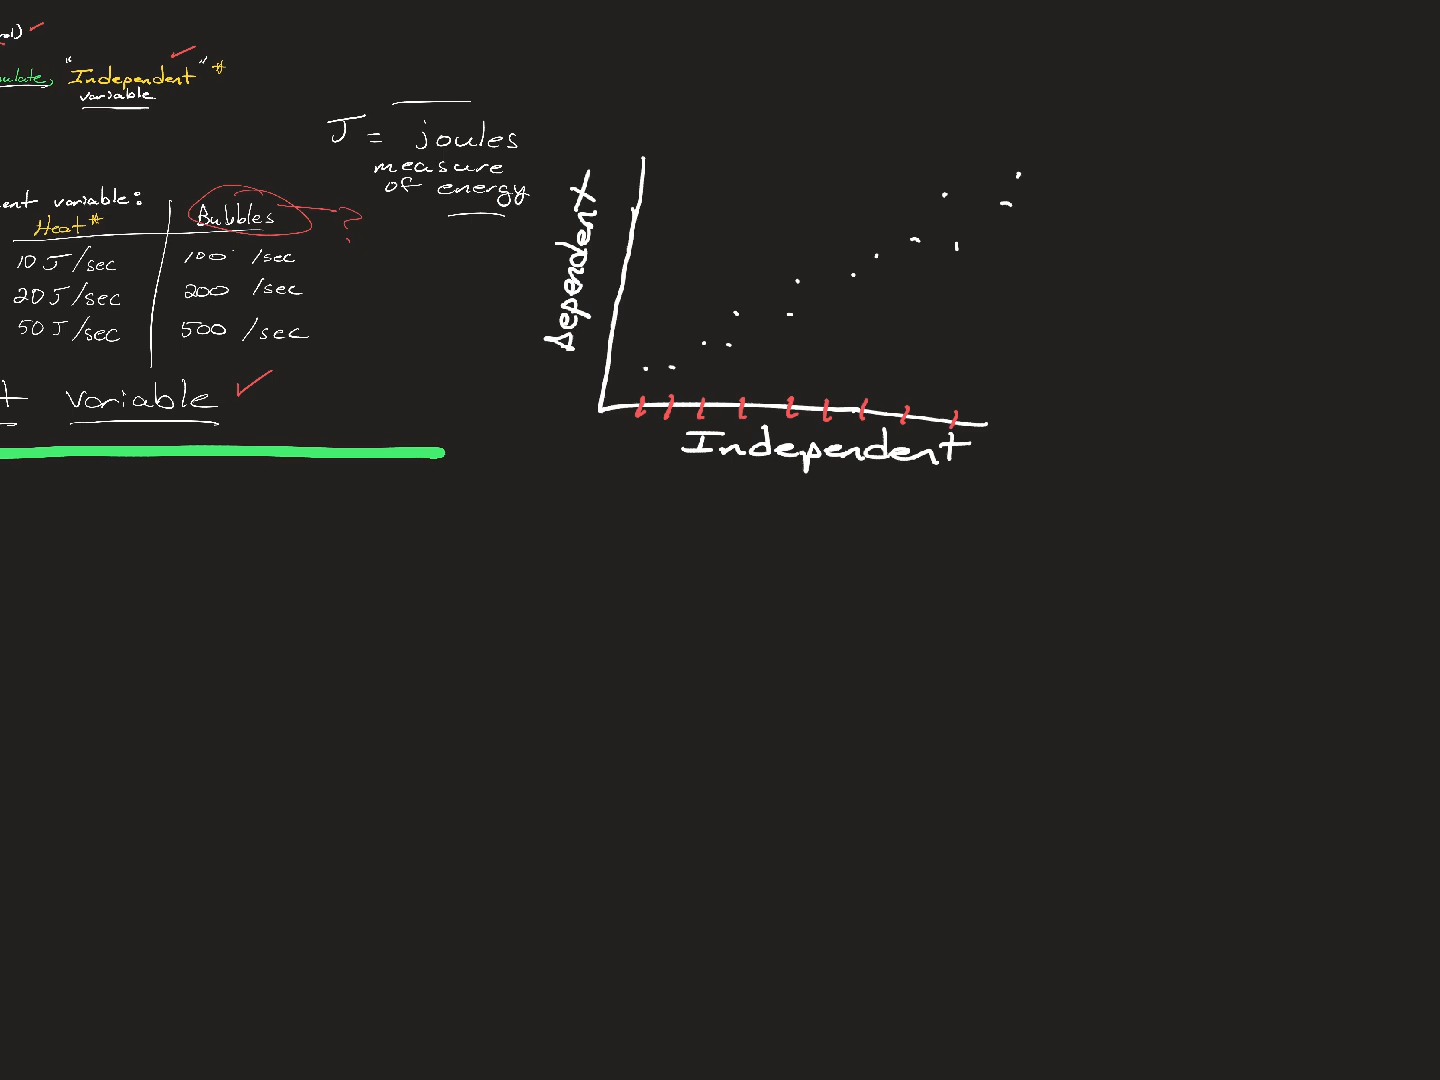 "Independent" *
variable
J = joules
measure
of energy
variable:
Heat* Bubbles ?
10 J/sec 100 /sec
20 J/sec 200 /sec
50 J/sec 500 /sec
variable
Dependent
Independent